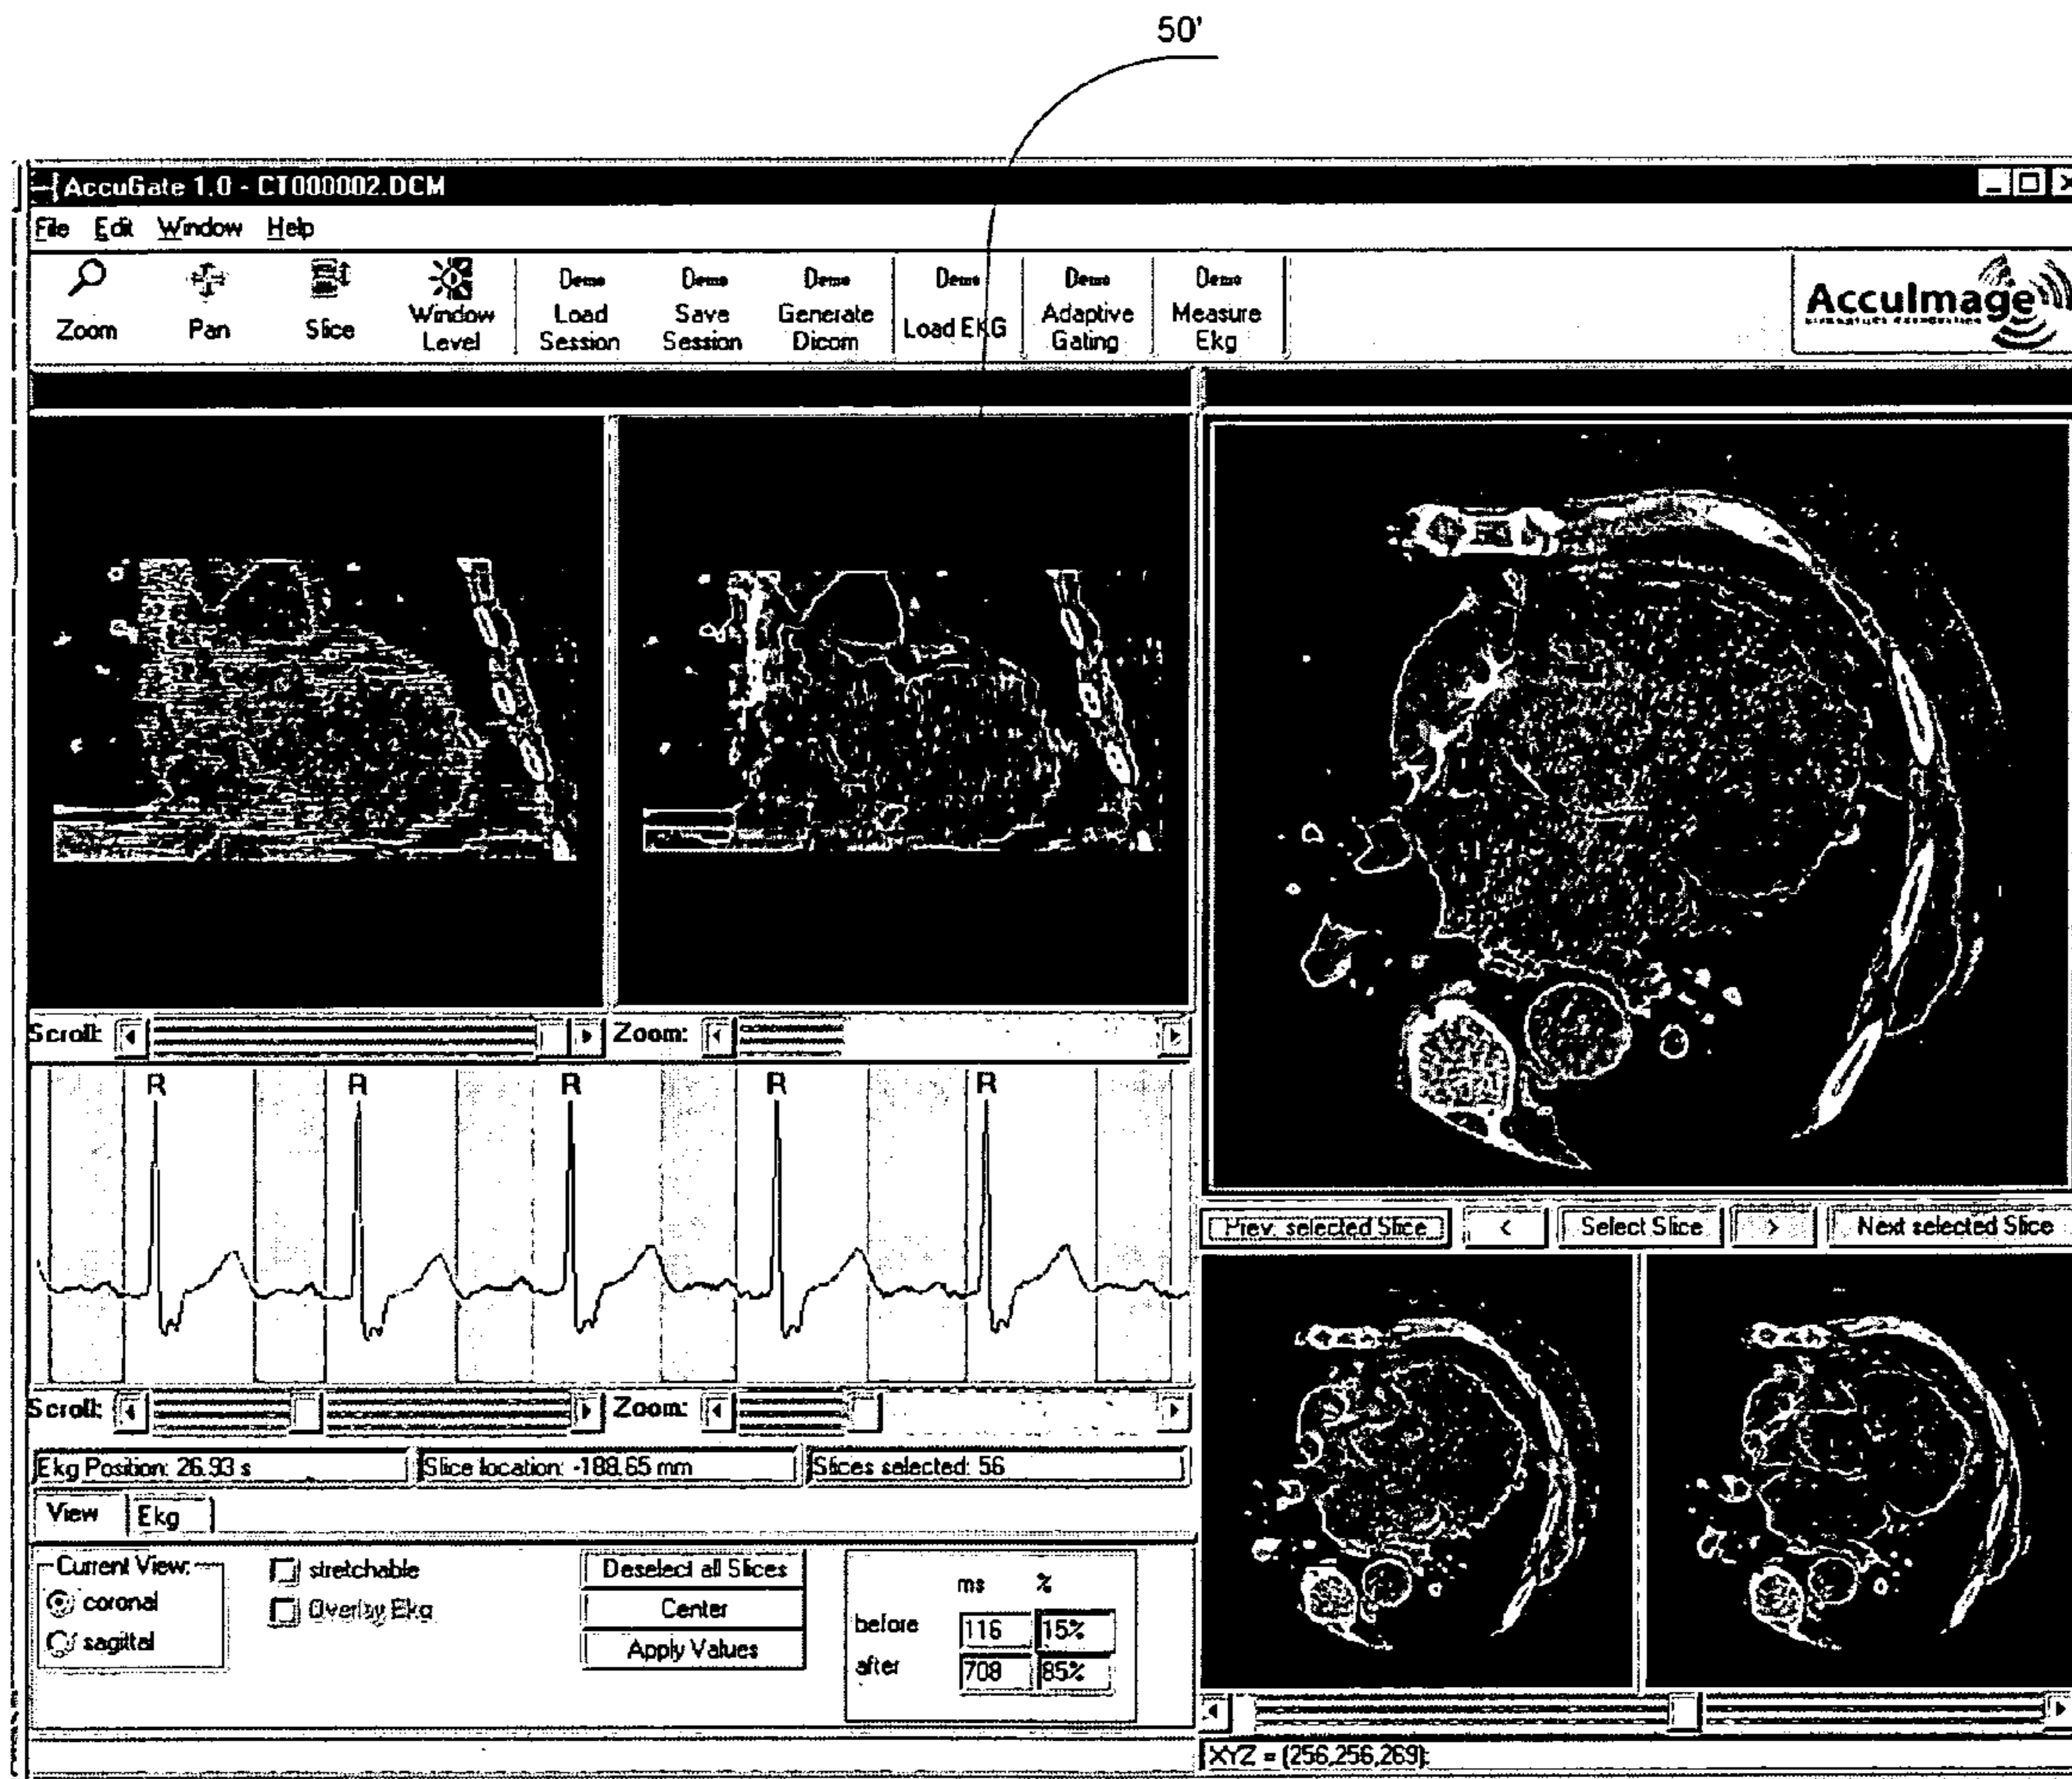 50'
AccuGate 1.0 - CT000002.DCM
File Edit Window Help
Zoom
Pan
Slice
Window Level
Demo Load Session
Demo Save Session
Demo Generate Dicom
Demo Load EKG
Demo Adaptive Gating
Demo Measure Ekg
AccuImage
Scroll: Zoom:
R R R R R
Scroll: Zoom:
Ekg Position: 26.93 s
Slice location: -188.65 mm
Slices selected: 56
View Ekg
Current View:
coronal
sagittal
stretchable
Overlay Ekg
Deselect all Slices
Center
Apply Values
ms %
before 116 15%
after 708 85%
Prev. selected Slice < Select Slice > Next selected Slice
XYZ = (256,256,269)